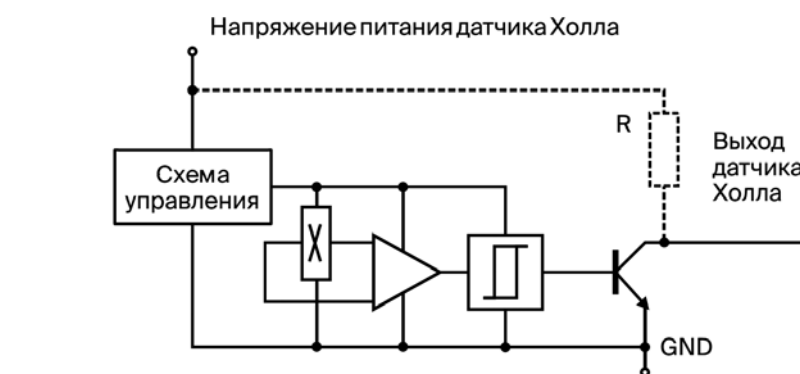 Напряжение питания датчика Холла
R
Выход
датчика
Холла
Схема
управления
GND